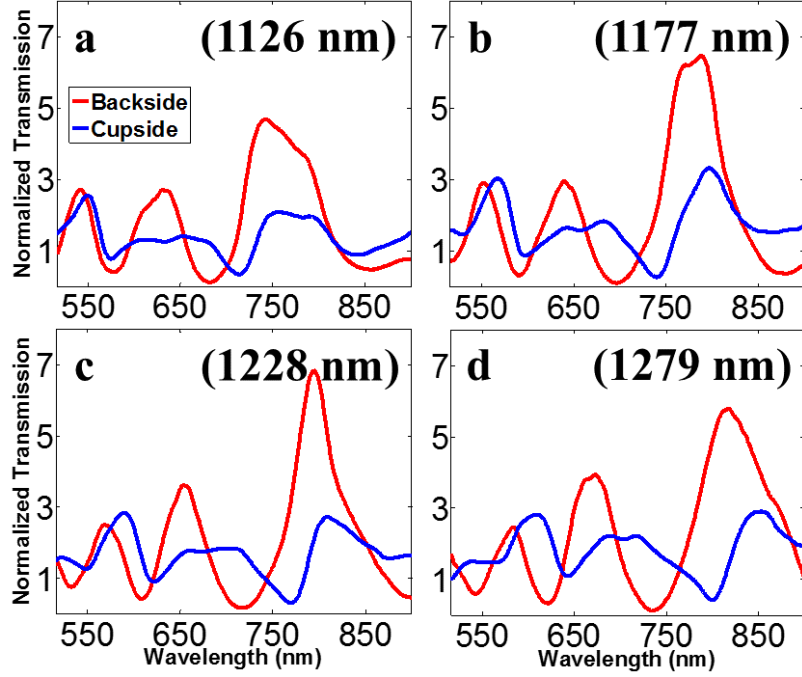 a (1126 nm)
b (1177 nm)
Normalized Transmission
7
5
3
1
Backside
Cupside
550 650 750 850
7
5
3
1
550 650 750 850
c (1228 nm)
d (1279 nm)
Normalized Transmission
7
5
3
1
550 650 750 850
Wavelength (nm)
7
5
3
1
550 650 750 850
Wavelength (nm)